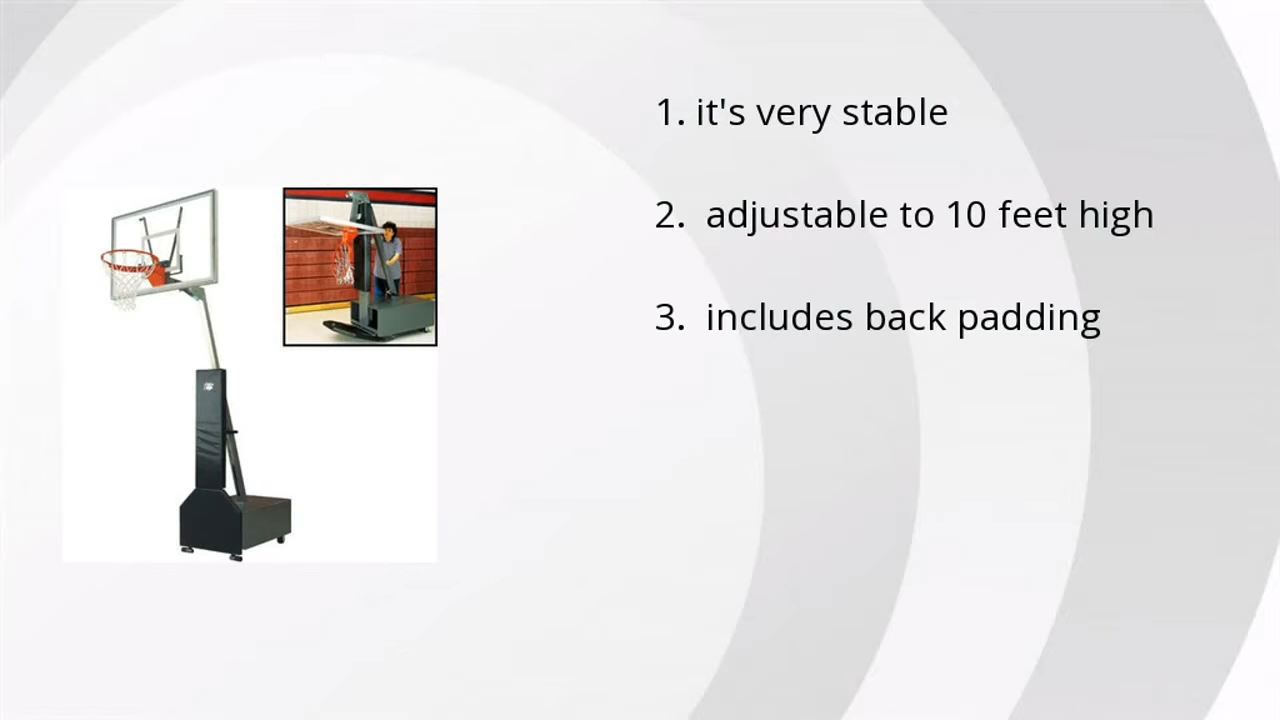 1. it's very stable
2. adjustable to 10 feet high
3. includes back padding